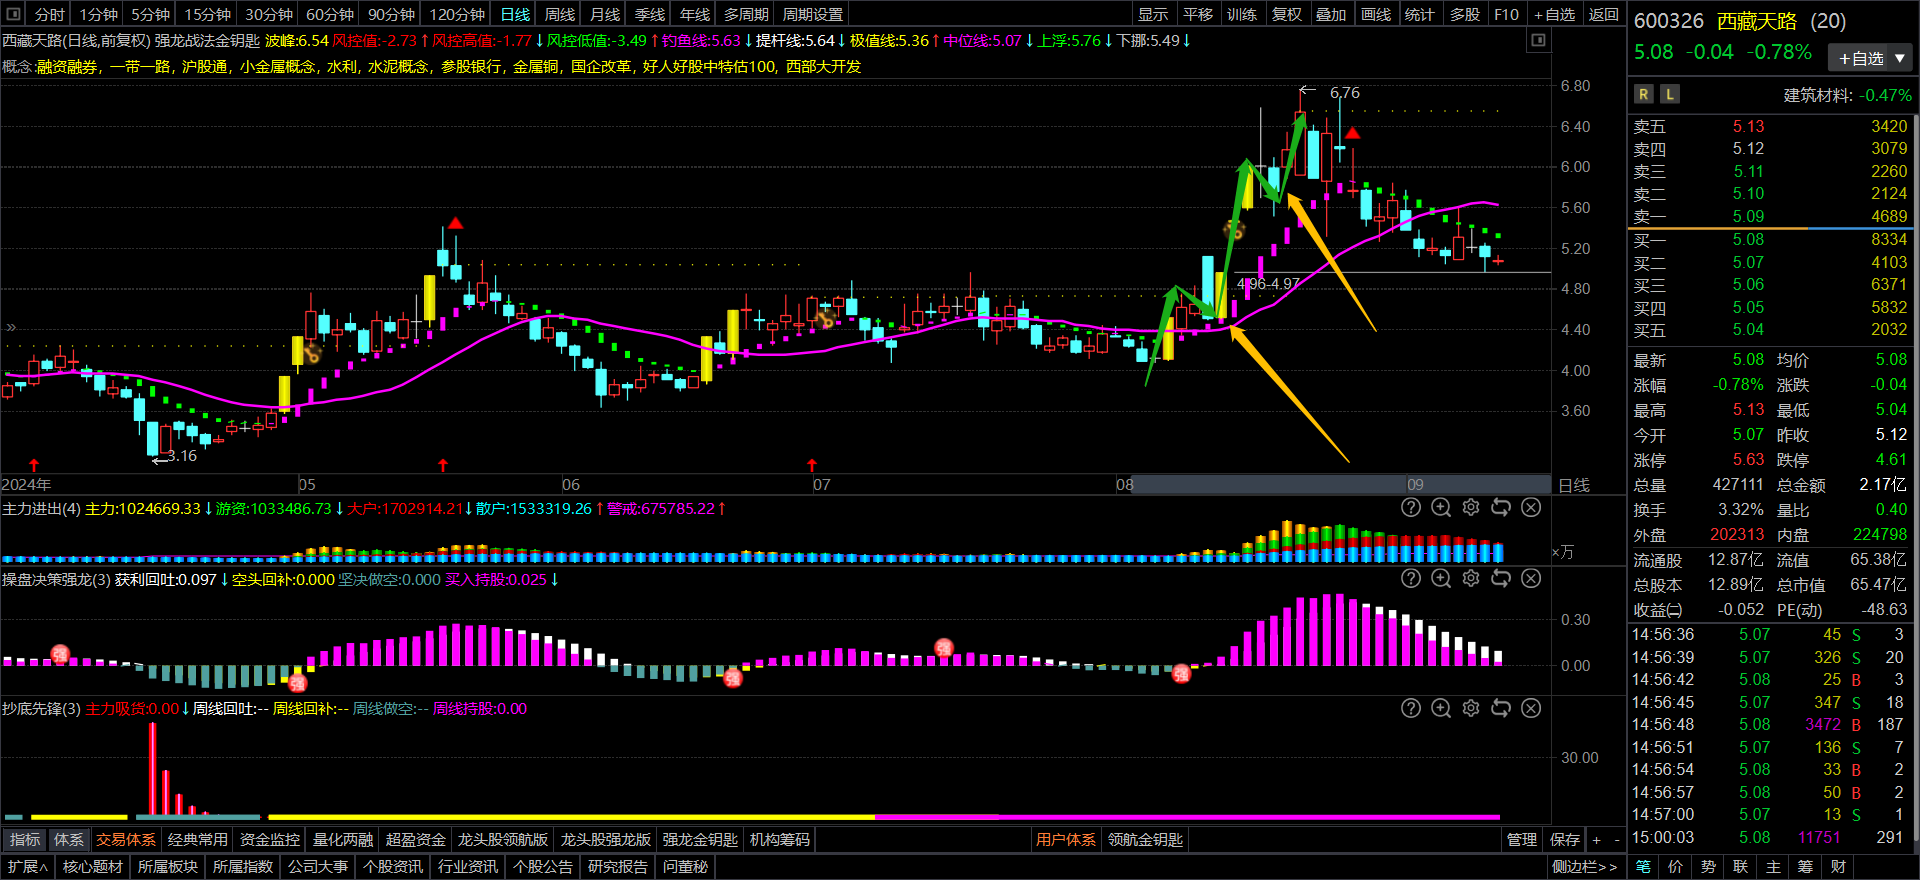 分时 1分钟 5分钟 15分钟 30分钟 60分钟 90分钟 120分钟 日线 周线 月线 季线 年线 多周期 周期设置 显示 平移 训练 复权 叠加 画线 统计 多股 F10 +自选 返回
600326 西藏天路 (20)
5.08 -0.04 -0.78% +自选 ▼
西藏天路(日线,前复权) 强龙战法金钥匙 波峰:6.54 风控值:-2.73↑ 风控高值:-1.77↓ 风控低值:-3.49↑ 钓鱼线:5.63↓ 提杆线:5.64↓ 极值线:5.36↑ 中位线:5.07↓ 上浮:5.76↓ 下挪:5.49↓
概念:融资融券，一带一路，沪股通，小金属概念，水利，水泥概念，参股银行，金属铜，国企改革，好人好股中特估100，西部大开发
6.80
6.40
6.00
5.60
5.20
4.80
4.40
4.00
3.60
6.76
4.96-4.97
3.16
»
2024年 05 06 07 08 09 日线
主力进出(4) 主力:1024669.33↓ 游资:1033486.73↓ 大户:1702914.21↓ 散户:1533319.26↑ 警戒:675785.22↑
×万
操盘决策强龙(3) 获利回吐:0.097↓ 空头回补:0.000 坚决做空:0.000 买入持股:0.025↓
0.30
0.00
强 强 强 强 强
抄底先锋(3) 主力吸货:0.00↓ 周线回吐:-- 周线回补:-- 周线做空:-- 周线持股:0.00
30.00
指标 体系 交易体系 经典常用 资金监控 量化两融 超盈资金 龙头股领航版 龙头股强龙版 强龙金钥匙 机构筹码 用户体系 领航金钥匙 管理 保存 + -
扩展∧ 核心题材 所属板块 所属指数 公司大事 个股资讯 行业资讯 个股公告 研究报告 问董秘 侧边栏>>
R L 建筑材料: -0.47%
卖五 5.13 3420
卖四 5.12 3079
卖三 5.11 2260
卖二 5.10 2124
卖一 5.09 4689
买一 5.08 8334
买二 5.07 4103
买三 5.06 6371
买四 5.05 5832
买五 5.04 2032
最新 5.08 均价 5.08
涨幅 -0.78% 涨跌 -0.04
最高 5.13 最低 5.04
今开 5.07 昨收 5.12
涨停 5.63 跌停 4.61
总量 427111 总金额 2.17亿
换手 3.32% 量比 0.40
外盘 202313 内盘 224798
流通股 12.87亿 流值 65.38亿
总股本 12.89亿 总市值 65.47亿
收益㈡ -0.052 PE(动) -48.63
14:56:36 5.07 45 S 3
14:56:39 5.07 326 S 20
14:56:42 5.08 25 B 3
14:56:45 5.07 347 S 18
14:56:48 5.08 3472 B 187
14:56:51 5.07 136 S 7
14:56:54 5.08 33 B 2
14:56:57 5.08 50 B 2
14:57:00 5.07 13 S 1
15:00:03 5.08 11751 291
笔 价 势 联 主 筹 财